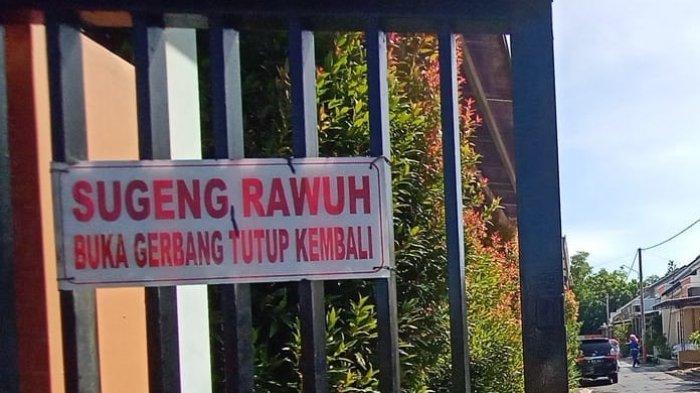 SUGENG RAWUH
BUKA GERBANG TUTUP KEMBALI